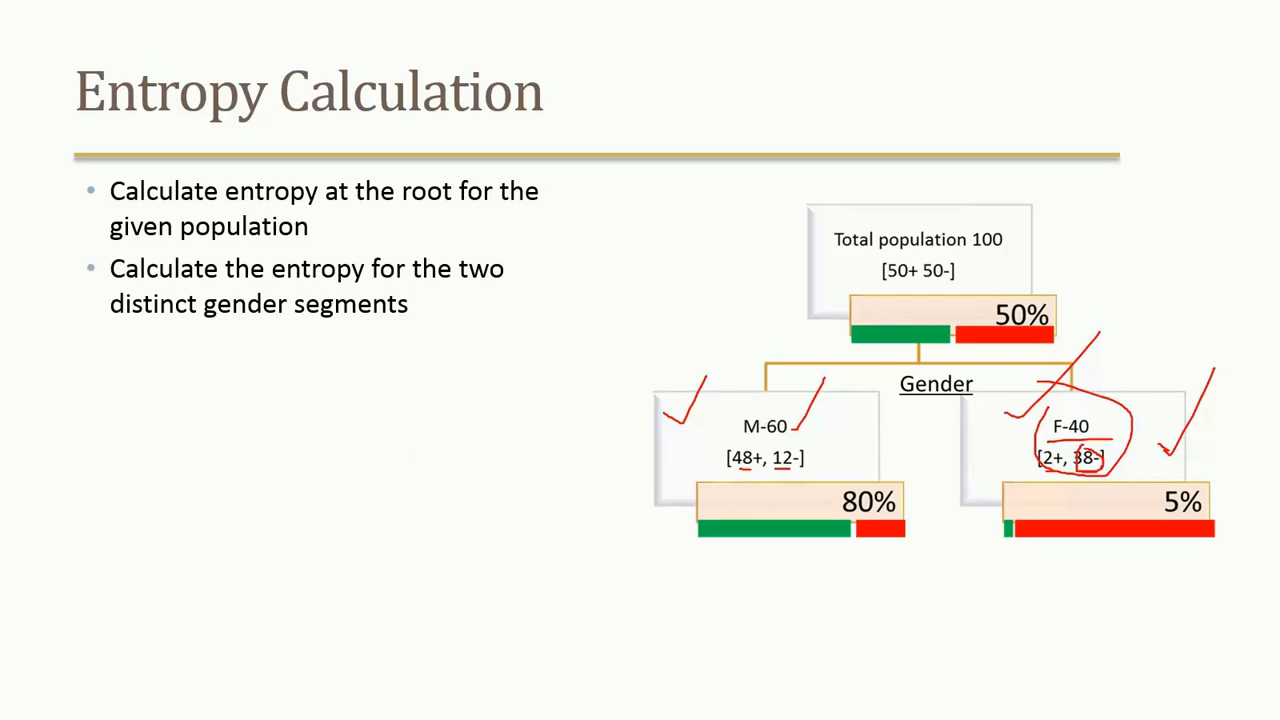 Entropy Calculation
• Calculate entropy at the root for the
given population
• Calculate the entropy for the two
distinct gender segments
Total population 100
[50+ 50-]
50%
Gender
M-60
[48+, 12-]
80%
F-40
[2+, 38-]
5%